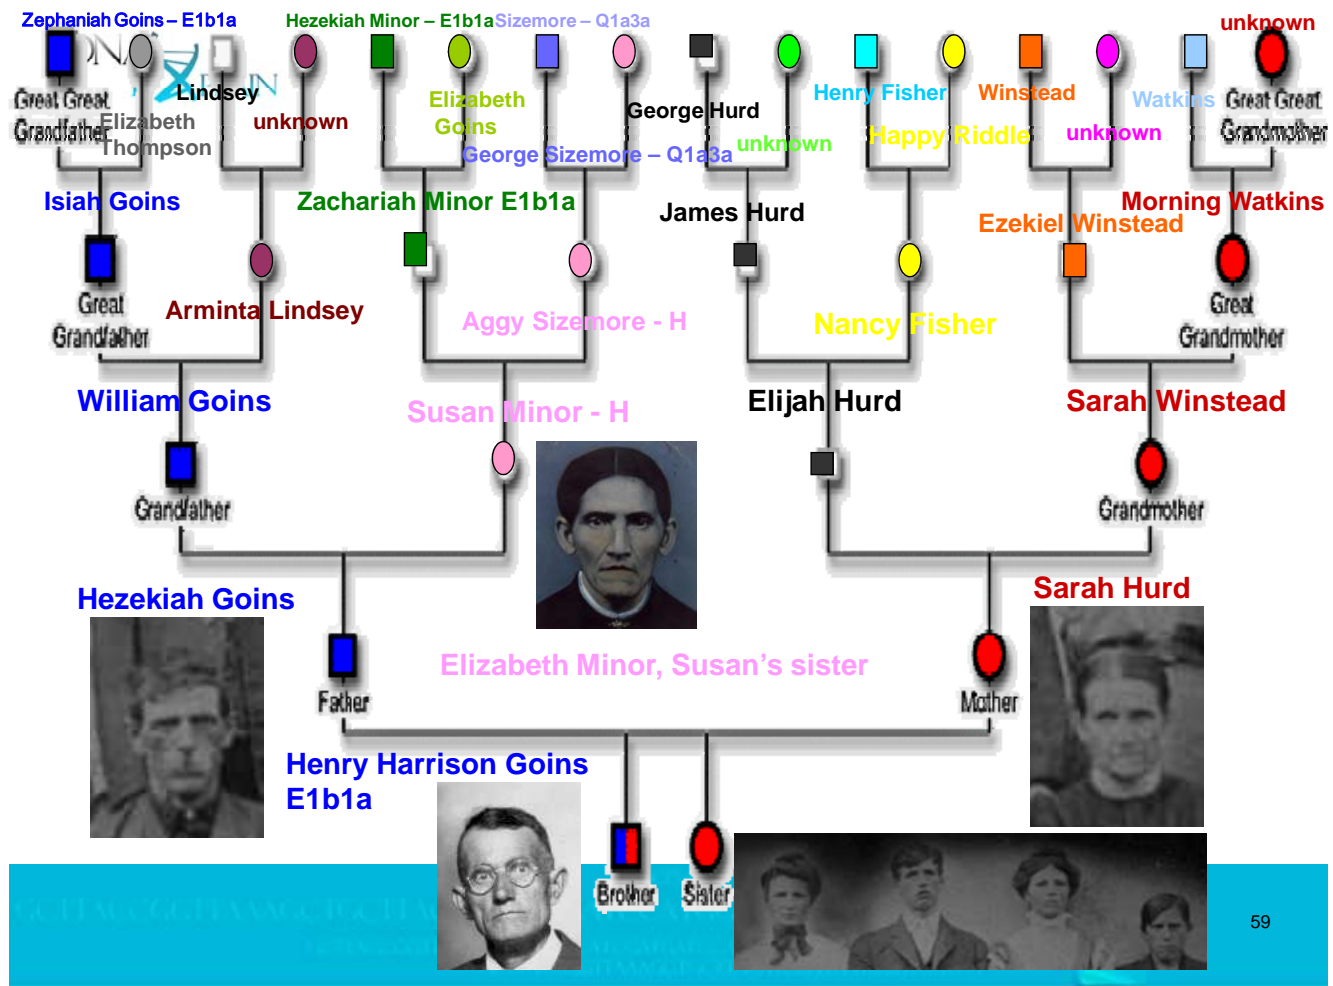 Zephaniah Goins – E1b1a
Hezekiah Minor – E1b1a
Sizemore – Q1a3a
unknown
Great Great
Grandfather
Elizabeth
Thompson
Lindsey
unknown
Elizabeth
Goins
George Sizemore – Q1a3a
George Hurd
unknown
Henry Fisher
Happy Riddle
Winstead
unknown
Watkins
Great Great
Grandmother
Isiah Goins
Zachariah Minor E1b1a
James Hurd
Ezekiel Winstead
Morning Watkins
Great
Grandfather
Arminta Lindsey
Aggy Sizemore - H
Nancy Fisher
Great
Grandmother
William Goins
Susan Minor - H
Elijah Hurd
Sarah Winstead
Grandfather
Grandmother
Hezekiah Goins
Sarah Hurd
Elizabeth Minor, Susan’s sister
Father
Mother
Henry Harrison Goins
E1b1a
Brother
Sister
59